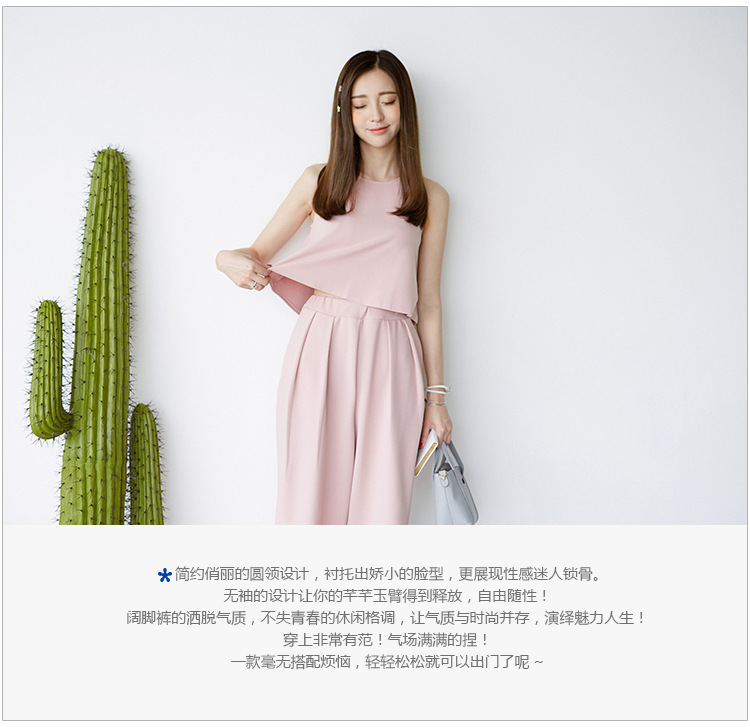 *简约俏丽的圆领设计，衬托出娇小的脸型，更展现性感迷人锁骨。
无袖的设计让你的芊芊玉臂得到释放，自由随性！
阔脚裤的洒脱气质，不失青春的休闲格调，让气质与时尚并存，演绎魅力人生！
穿上非常有范！气场满满的捏！
一款毫无搭配烦恼，轻轻松松就可以出门了呢 ~